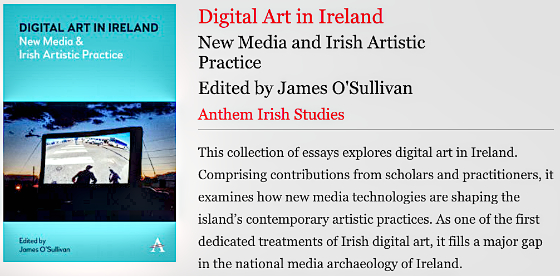 DIGITAL ART IN IRELAND
New Media &
Irish Artistic Practice
Edited by
James O'Sullivan
A
Digital Art in Ireland
New Media and Irish Artistic
Practice
Edited by James O'Sullivan
Anthem Irish Studies
This collection of essays explores digital art in Ireland.
Comprising contributions from scholars and practitioners, it
examines how new media technologies are shaping the
island's contemporary artistic practices. As one of the first
dedicated treatments of Irish digital art, it fills a major gap
in the national media archaeology of Ireland.